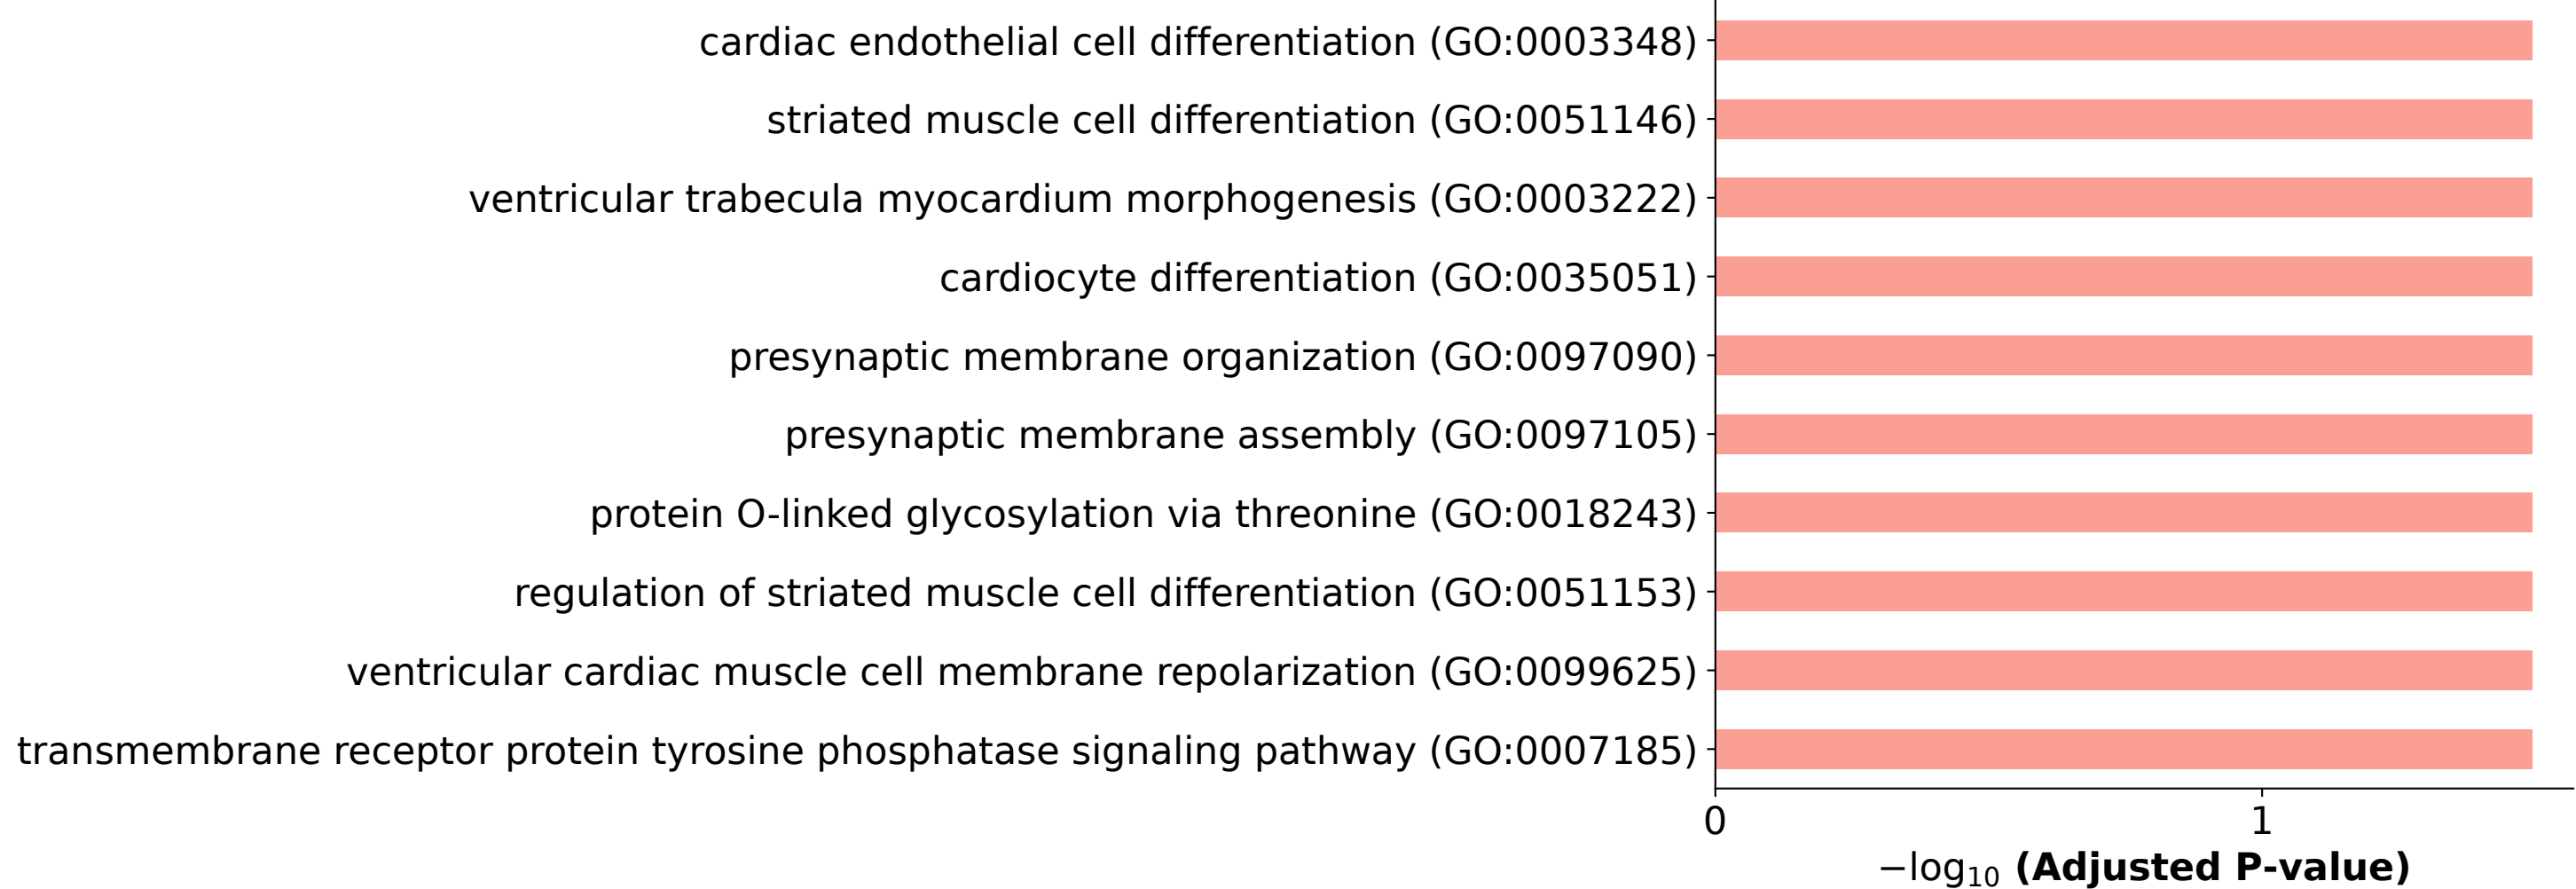 cardiac endothelial cell differentiation (GO:0003348)
striated muscle cell differentiation (GO:0051146)
ventricular trabecula myocardium morphogenesis (GO:0003222)
cardiocyte differentiation (GO:0035051)
presynaptic membrane organization (GO:0097090)
presynaptic membrane assembly (GO:0097105)
protein O-linked glycosylation via threonine (GO:0018243)
regulation of striated muscle cell differentiation (GO:0051153)
ventricular cardiac muscle cell membrane repolarization (GO:0099625)
transmembrane receptor protein tyrosine phosphatase signaling pathway (GO:0007185)
0 1
−log₁₀ (Adjusted P-value)